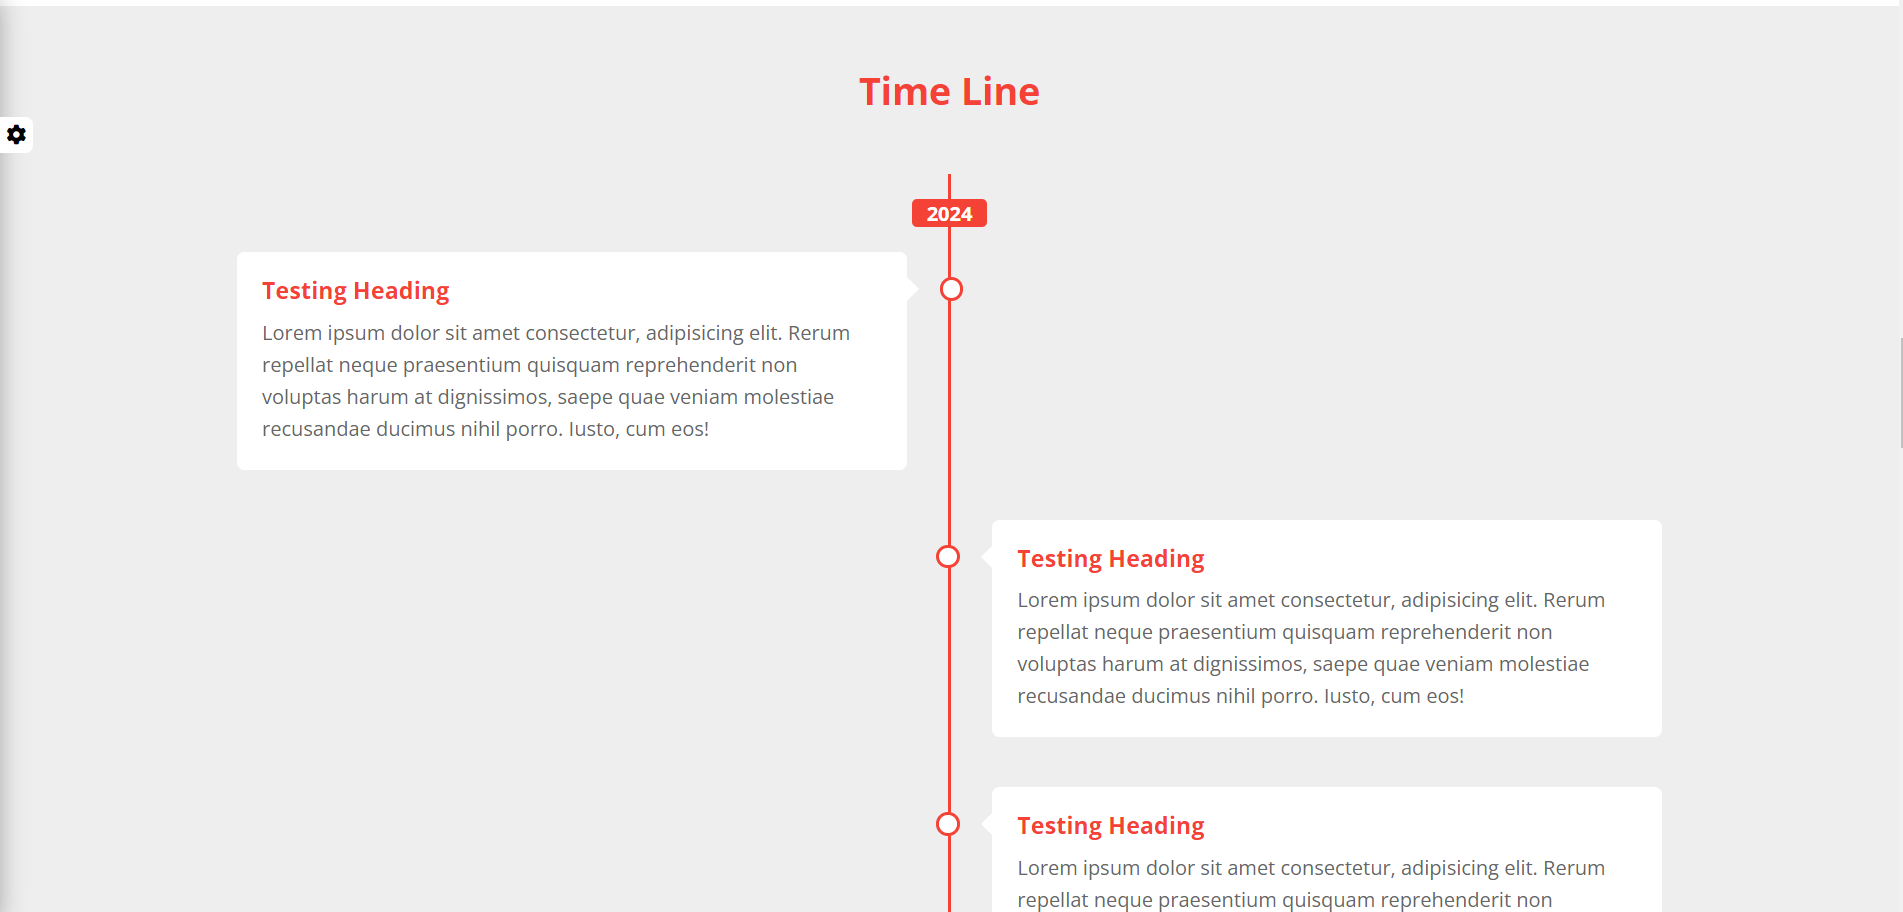 Time Line
2024
Testing Heading
Lorem ipsum dolor sit amet consectetur, adipisicing elit. Rerum
repellat neque praesentium quisquam reprehenderit non
voluptas harum at dignissimos, saepe quae veniam molestiae
recusandae ducimus nihil porro. Iusto, cum eos!
Testing Heading
Lorem ipsum dolor sit amet consectetur, adipisicing elit. Rerum
repellat neque praesentium quisquam reprehenderit non
voluptas harum at dignissimos, saepe quae veniam molestiae
recusandae ducimus nihil porro. Iusto, cum eos!
Testing Heading
Lorem ipsum dolor sit amet consectetur, adipisicing elit. Rerum
repellat neque praesentium quisquam reprehenderit non